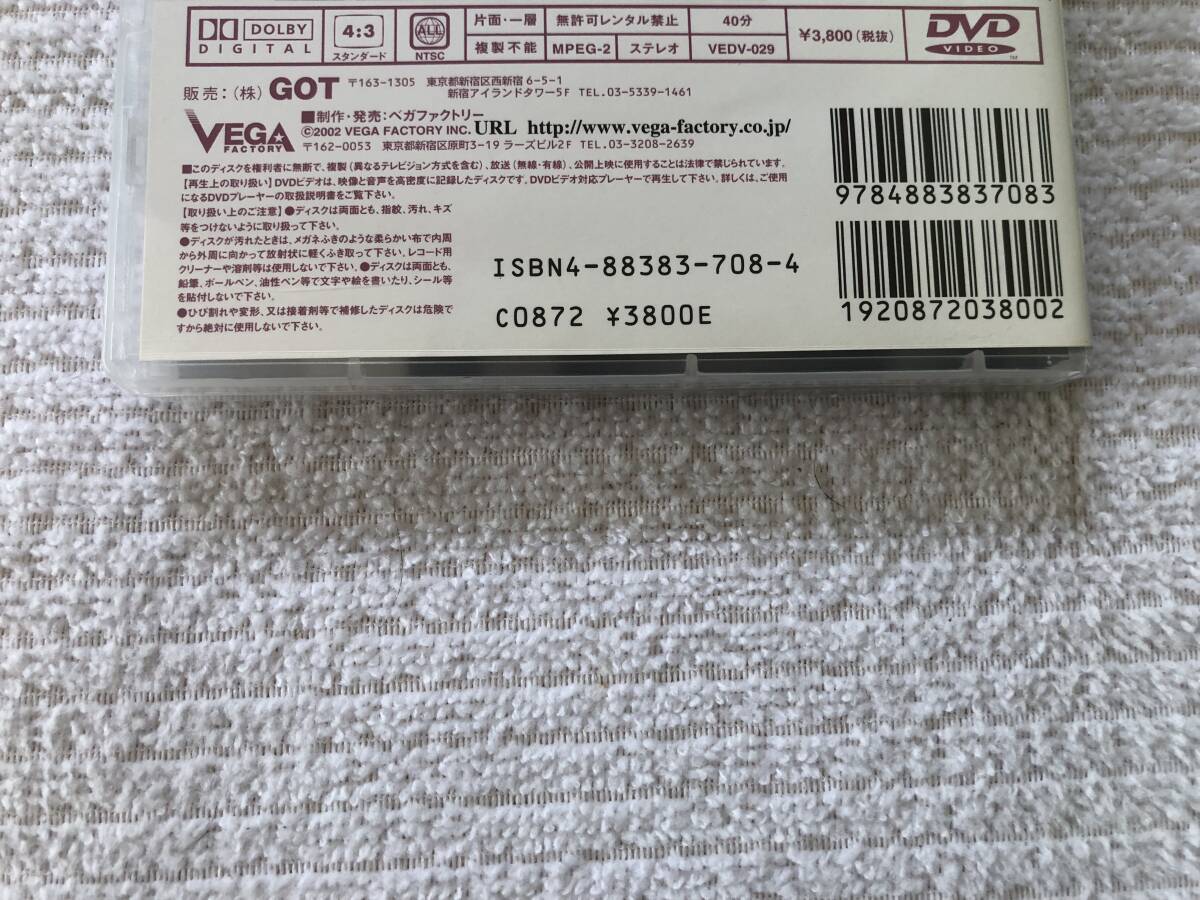 DOLBY DIGITAL
4:3
スタンダード
ALL
NTSC
片面・一層 無許可レンタル禁止 40分
複製不能 MPEG-2 ステレオ VEDV-029
¥3,800(税抜)
DVD
VIDEO
TM
販売:(株)GOT 〒163-1305 東京都新宿区西新宿6-5-1
新宿アイランドタワー5F TEL.03-5339-1461
VEGA
FACTORY
■制作・発売:ベガファクトリー
©2002 VEGA FACTORY INC. URL http://www.vega-factory.co.jp/
〒162-0053 東京都新宿区原町3-19 ラーズビル2F TEL.03-3208-2639
■このディスクを権利者に無断で、複製(異なるテレビジョン方式を含む)、放送(無線・有線)、公開上映に使用することは法律で禁じられています。
【再生上の取り扱い】DVDビデオは、映像と音声を高密度に記録したディスクです。DVDビデオ対応プレーヤーで再生して下さい。詳しくは、ご使用
になるDVDプレーヤーの取扱説明書をご覧下さい。
【取り扱い上のご注意】●ディスクは両面とも、指紋、汚れ、キズ
等をつけないように取り扱って下さい。
●ディスクが汚れたときは、メガネふきのような柔らかい布で内周
から外周に向かって放射状に軽くふき取って下さい。レコード用
クリーナーや溶剤等は使用しないで下さい。●ディスクは両面とも、
鉛筆、ボールペン、油性ペン等で文字や絵を書いたり、シール等
を貼付しないで下さい。
●ひび割れや変形、又は接着剤等で補修したディスクは危険で
すから絶対に使用しないで下さい。
9784883837083
ISBN4-88383-708-4
C0872 ¥3800E
1920872038002